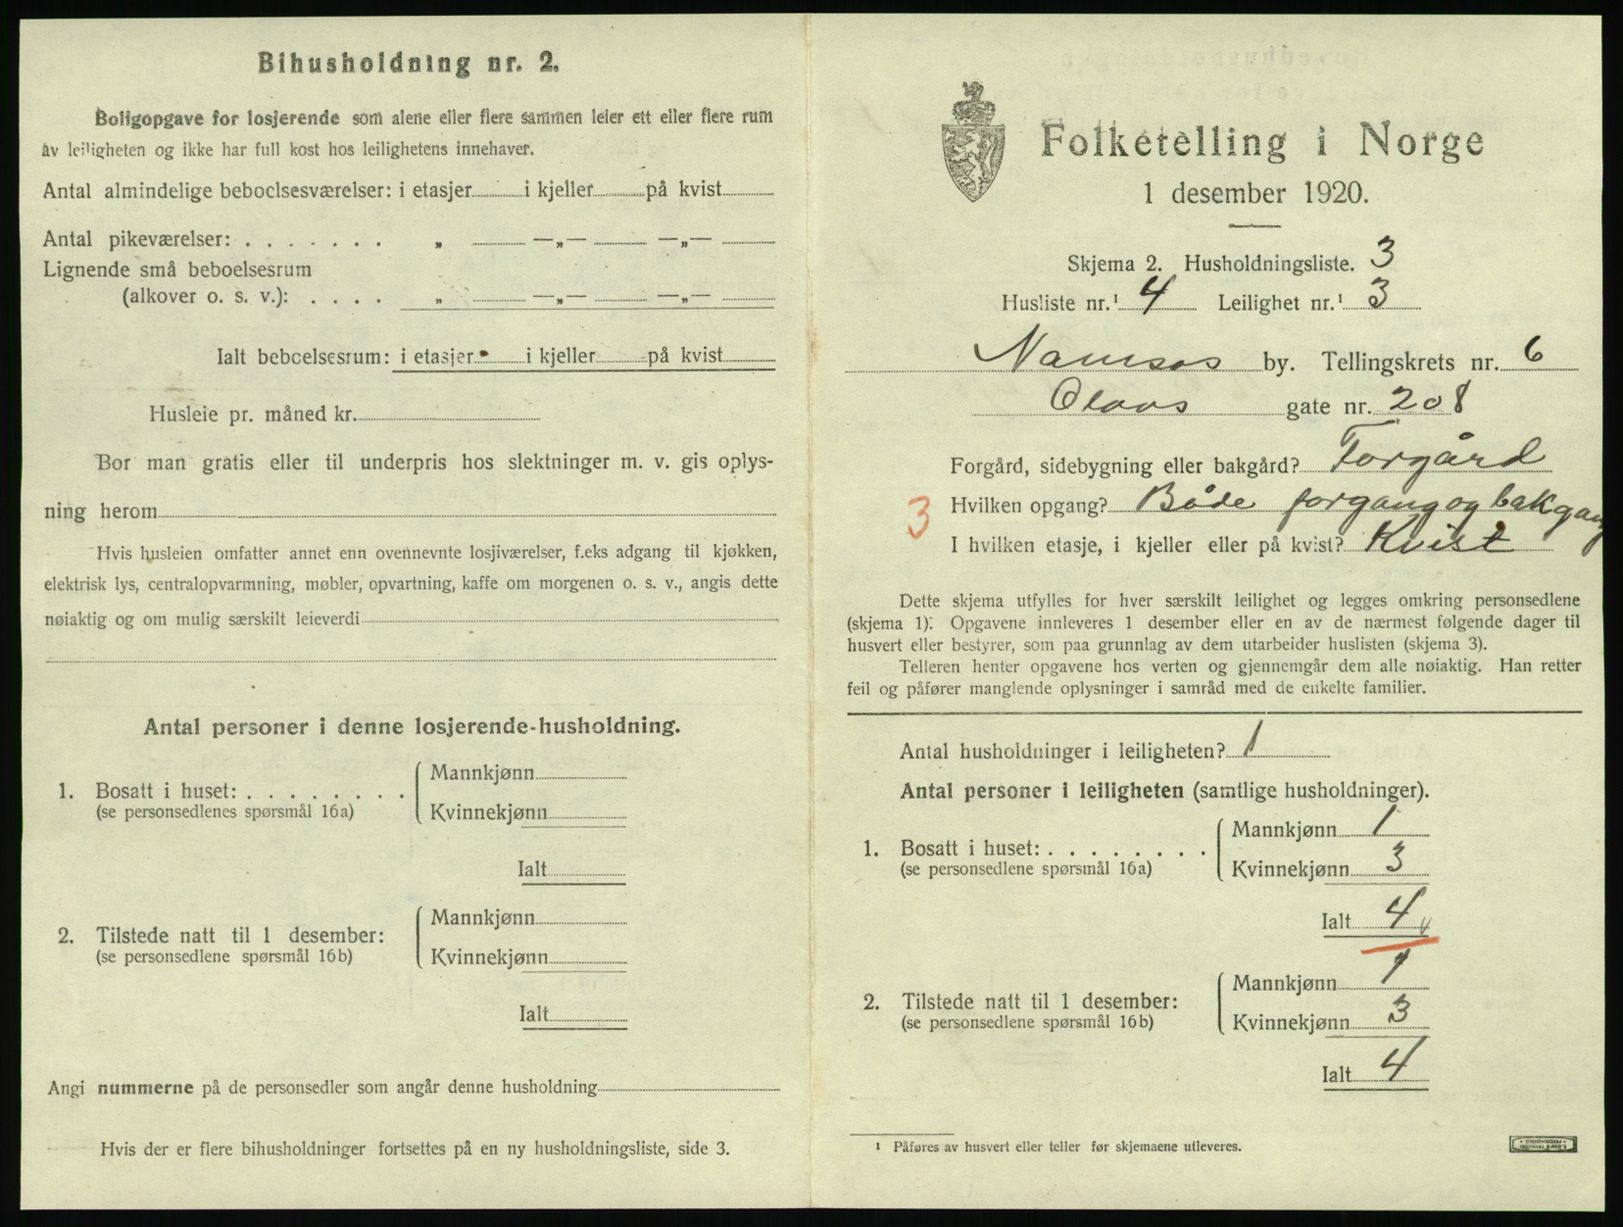 Bihusholdning nr. 2.
Boligopgave for losjerende som alene eller flere sammen leier ett eller flere rum
av leiligheten og ikke har full kost hos leilighetens innehaver.
Antal almindelige beboelsesværelser: i etasjer i kjeller på kvist
Antal pikeværelser: . . . . . . . „ —„— —„—
Lignende små beboelsesrum
(alkover o. s. v.): . . . . „ —„— —„—
Ialt beboelsesrum: i etasjer i kjeller på kvist
Husleie pr. måned kr.
Bor man gratis eller til underpris hos slektninger m. v. gis oplys-
ning herom
Hvis husleien omfatter annet enn ovennevnte losjiværelser, f.eks adgang til kjøkken,
elektrisk lys, centralopvarmning, møbler, opvartning, kaffe om morgenen o. s. v., angis dette
nøiaktig og om mulig særskilt leieverdi
Antal personer i denne losjerende-husholdning.
1. Bosatt i huset: . . . . . . . .
(se personsedlenes spørsmål 16a)
Mannkjønn
Kvinnekjønn
Ialt
2. Tilstede natt til 1 desember:
(se personsedlene spørsmål 16b)
Mannkjønn
Kvinnekjønn
Ialt
Angi nummerne på de personsedler som angår denne husholdning
Hvis der er flere bihusholdninger fortsettes på en ny husholdningsliste, side 3.
Folketelling i Norge
1 desember 1920.
Skjema 2. Husholdningsliste. 3
Husliste nr.¹ 4 Leilighet nr.¹ 3
Namsos by. Tellingskrets nr. 6
Olavs gate nr. 208
Forgård, sidebygning eller bakgård? Forgård
3 Hvilken opgang? Både forgang og bakgang
I hvilken etasje, i kjeller eller på kvist? Kvist
Dette skjema utfylles for hver særskilt leilighet og legges omkring personsedlene
(skjema 1). Opgavene innleveres 1 desember eller en av de nærmest følgende dager til
husvert eller bestyrer, som paa grunnlag av dem utarbeider huslisten (skjema 3).
Telleren henter opgavene hos verten og gjennemgår dem alle nøiaktig. Han retter
feil og påfører manglende oplysninger i samråd med de enkelte familier.
Antal husholdninger i leiligheten? 1
Antal personer i leiligheten (samtlige husholdninger).
1. Bosatt i huset: . . . . . . . .
(se personsedlene spørsmål 16a)
Mannkjønn 1
Kvinnekjønn 3
Ialt 4
2. Tilstede natt til 1 desember:
(se personsedlene spørsmål 16b)
Mannkjønn 1
Kvinnekjønn 3
Ialt 4
¹ Påføres av husvert eller teller før skjemaene utleveres.